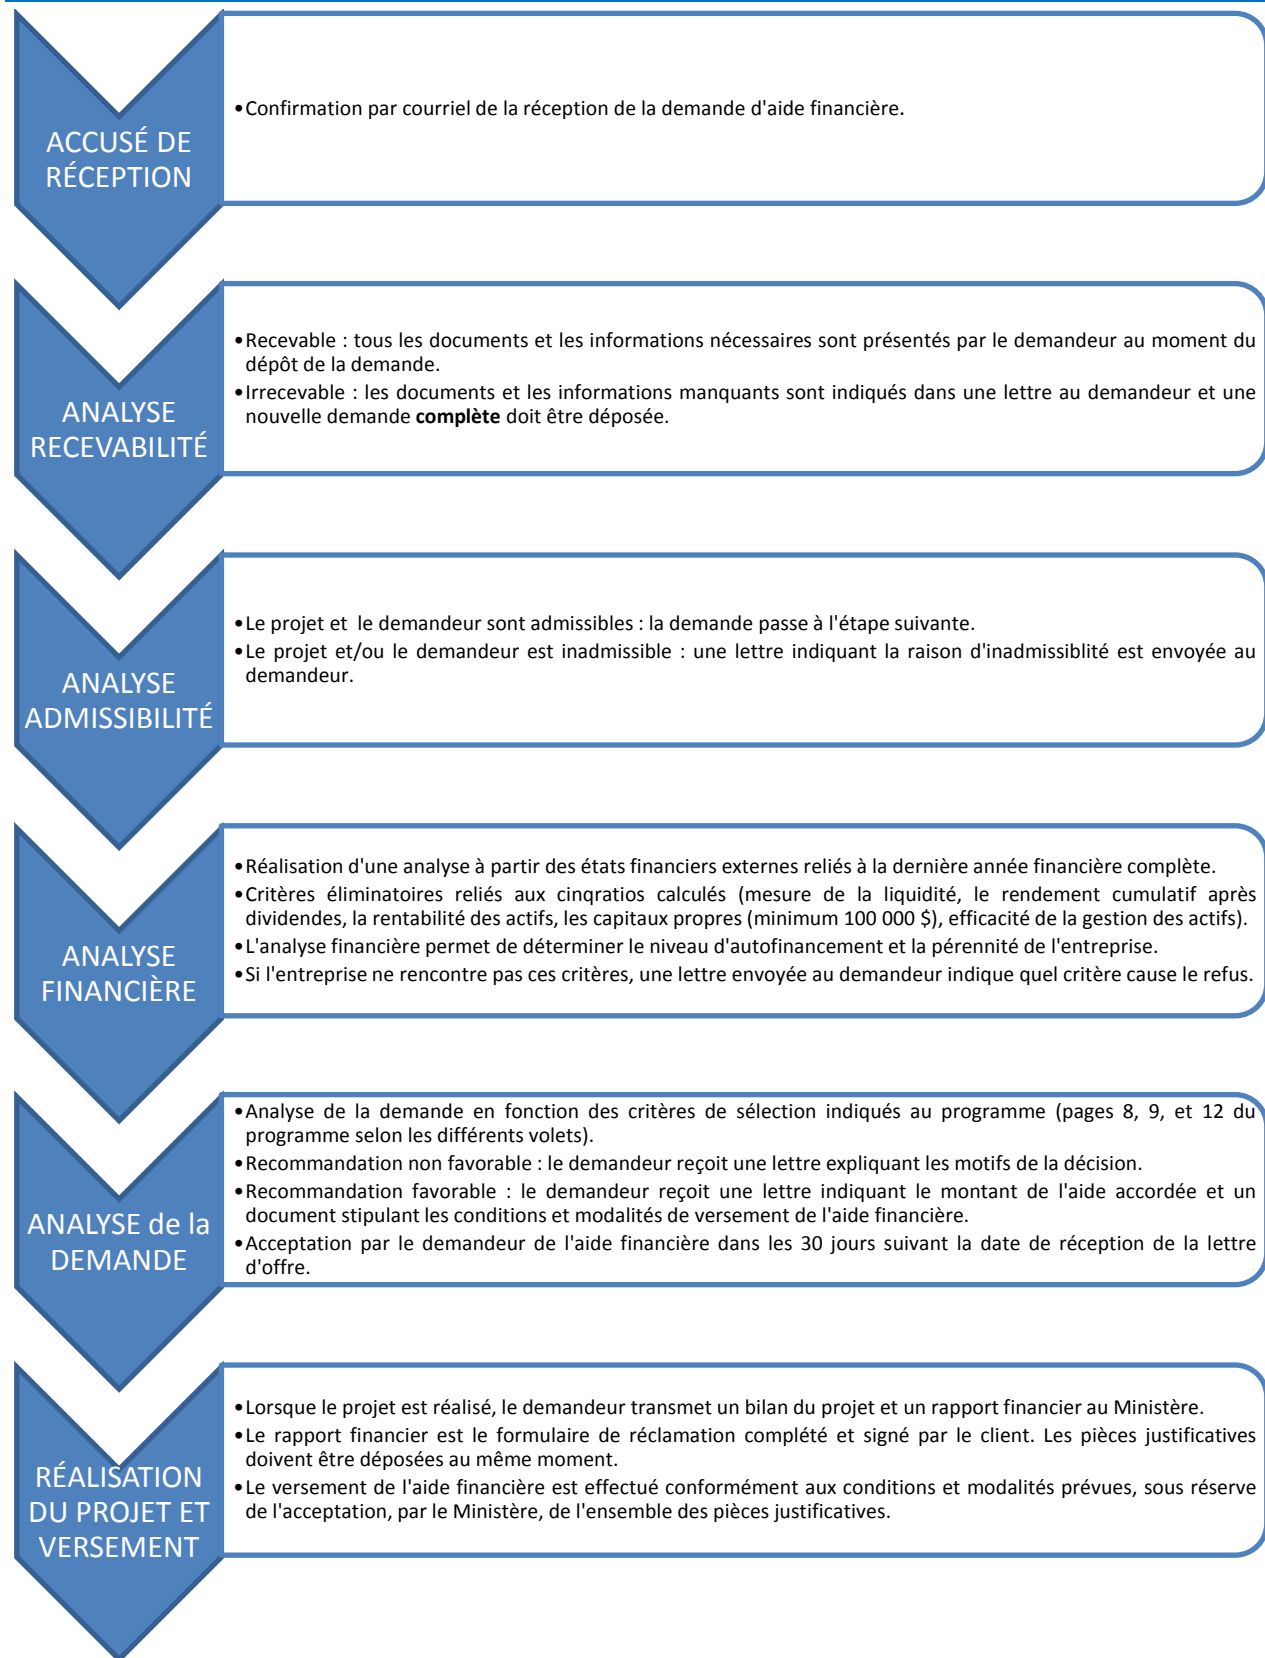 ACCUSÉ DE
RÉCEPTION
•Confirmation par courriel de la réception de la demande d'aide financière.
ANALYSE
RECEVABILITÉ
•Recevable : tous les documents et les informations nécessaires sont présentés par le demandeur au moment du
dépôt de la demande.
•Irrecevable : les documents et les informations manquants sont indiqués dans une lettre au demandeur et une
nouvelle demande complète doit être déposée.
ANALYSE
ADMISSIBILITÉ
•Le projet et le demandeur sont admissibles : la demande passe à l'étape suivante.
•Le projet et/ou le demandeur est inadmissible : une lettre indiquant la raison d'inadmissiblité est envoyée au
demandeur.
ANALYSE
FINANCIÈRE
•Réalisation d'une analyse à partir des états financiers externes reliés à la dernière année financière complète.
•Critères éliminatoires reliés aux cinqratios calculés (mesure de la liquidité, le rendement cumulatif après
dividendes, la rentabilité des actifs, les capitaux propres (minimum 100 000 $), efficacité de la gestion des actifs).
•L'analyse financière permet de déterminer le niveau d'autofinancement et la pérennité de l'entreprise.
•Si l'entreprise ne rencontre pas ces critères, une lettre envoyée au demandeur indique quel critère cause le refus.
ANALYSE de la
DEMANDE
•Analyse de la demande en fonction des critères de sélection indiqués au programme (pages 8, 9, et 12 du
programme selon les différents volets).
•Recommandation non favorable : le demandeur reçoit une lettre expliquant les motifs de la décision.
•Recommandation favorable : le demandeur reçoit une lettre indiquant le montant de l'aide accordée et un
document stipulant les conditions et modalités de versement de l'aide financière.
•Acceptation par le demandeur de l'aide financière dans les 30 jours suivant la date de réception de la lettre
d'offre.
RÉALISATION
DU PROJET ET
VERSEMENT
•Lorsque le projet est réalisé, le demandeur transmet un bilan du projet et un rapport financier au Ministère.
•Le rapport financier est le formulaire de réclamation complété et signé par le client. Les pièces justificatives
doivent être déposées au même moment.
•Le versement de l'aide financière est effectué conformément aux conditions et modalités prévues, sous réserve
de l'acceptation, par le Ministère, de l'ensemble des pièces justificatives.